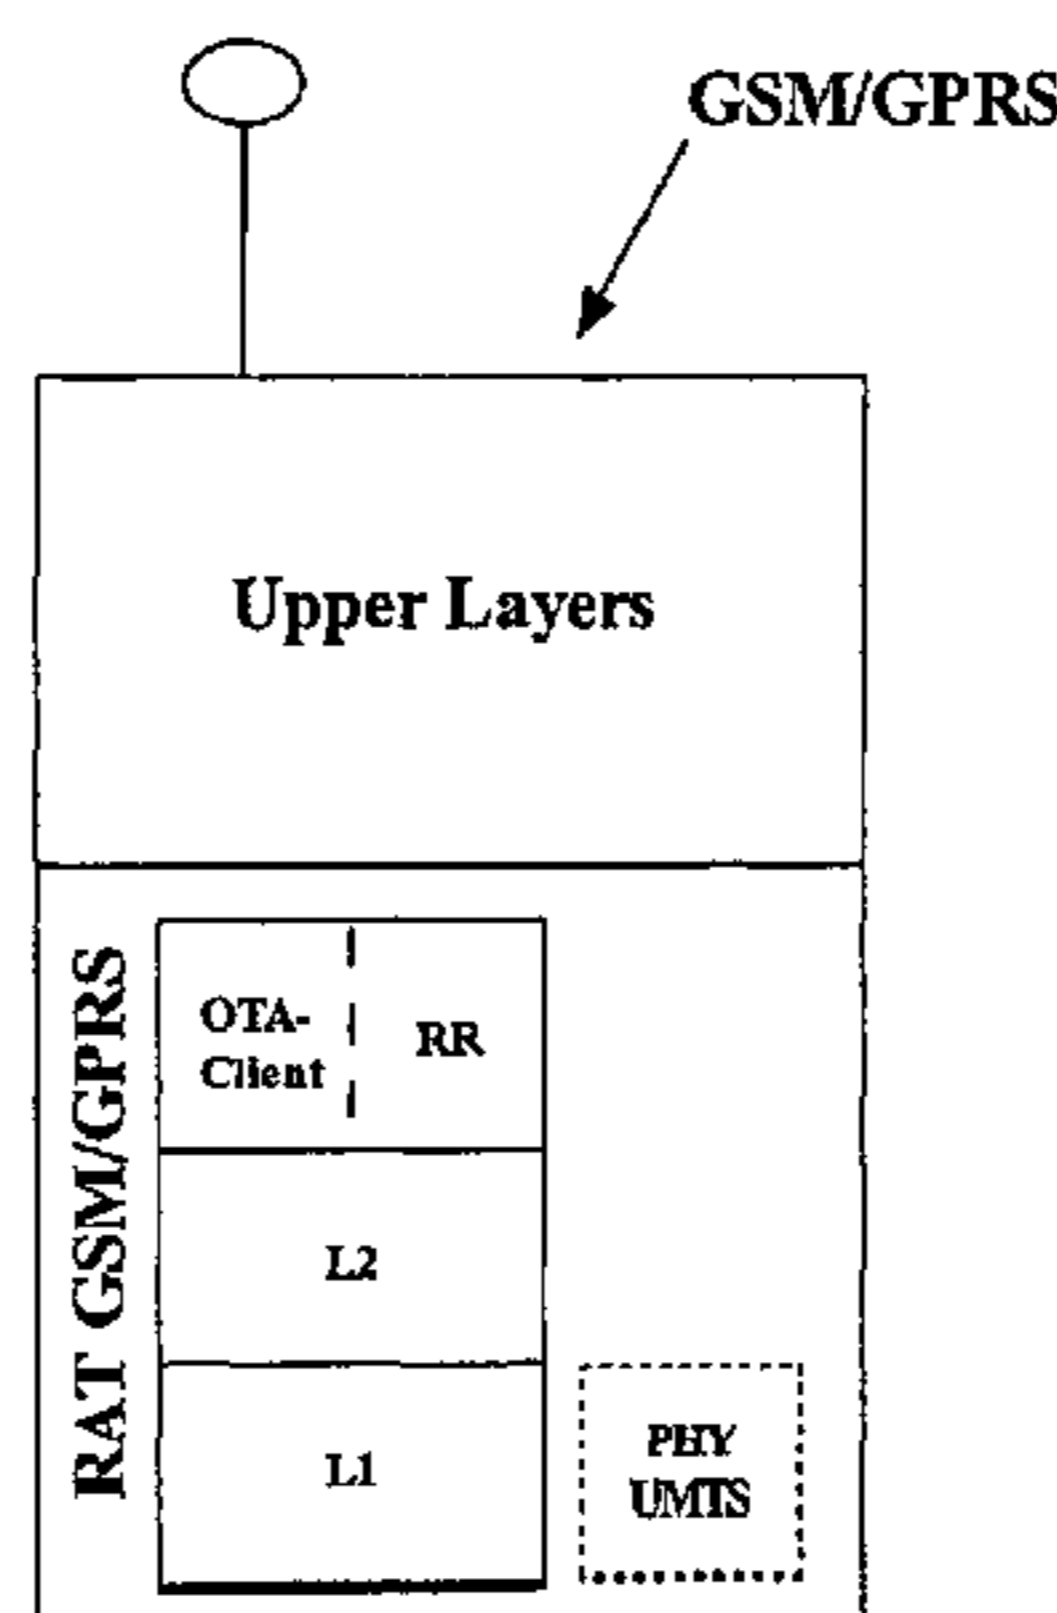 GSM/GPRS
Upper Layers
RAT GSM/GPRS
OTA-
Client
RR
L2
L1
PHY
UMTS